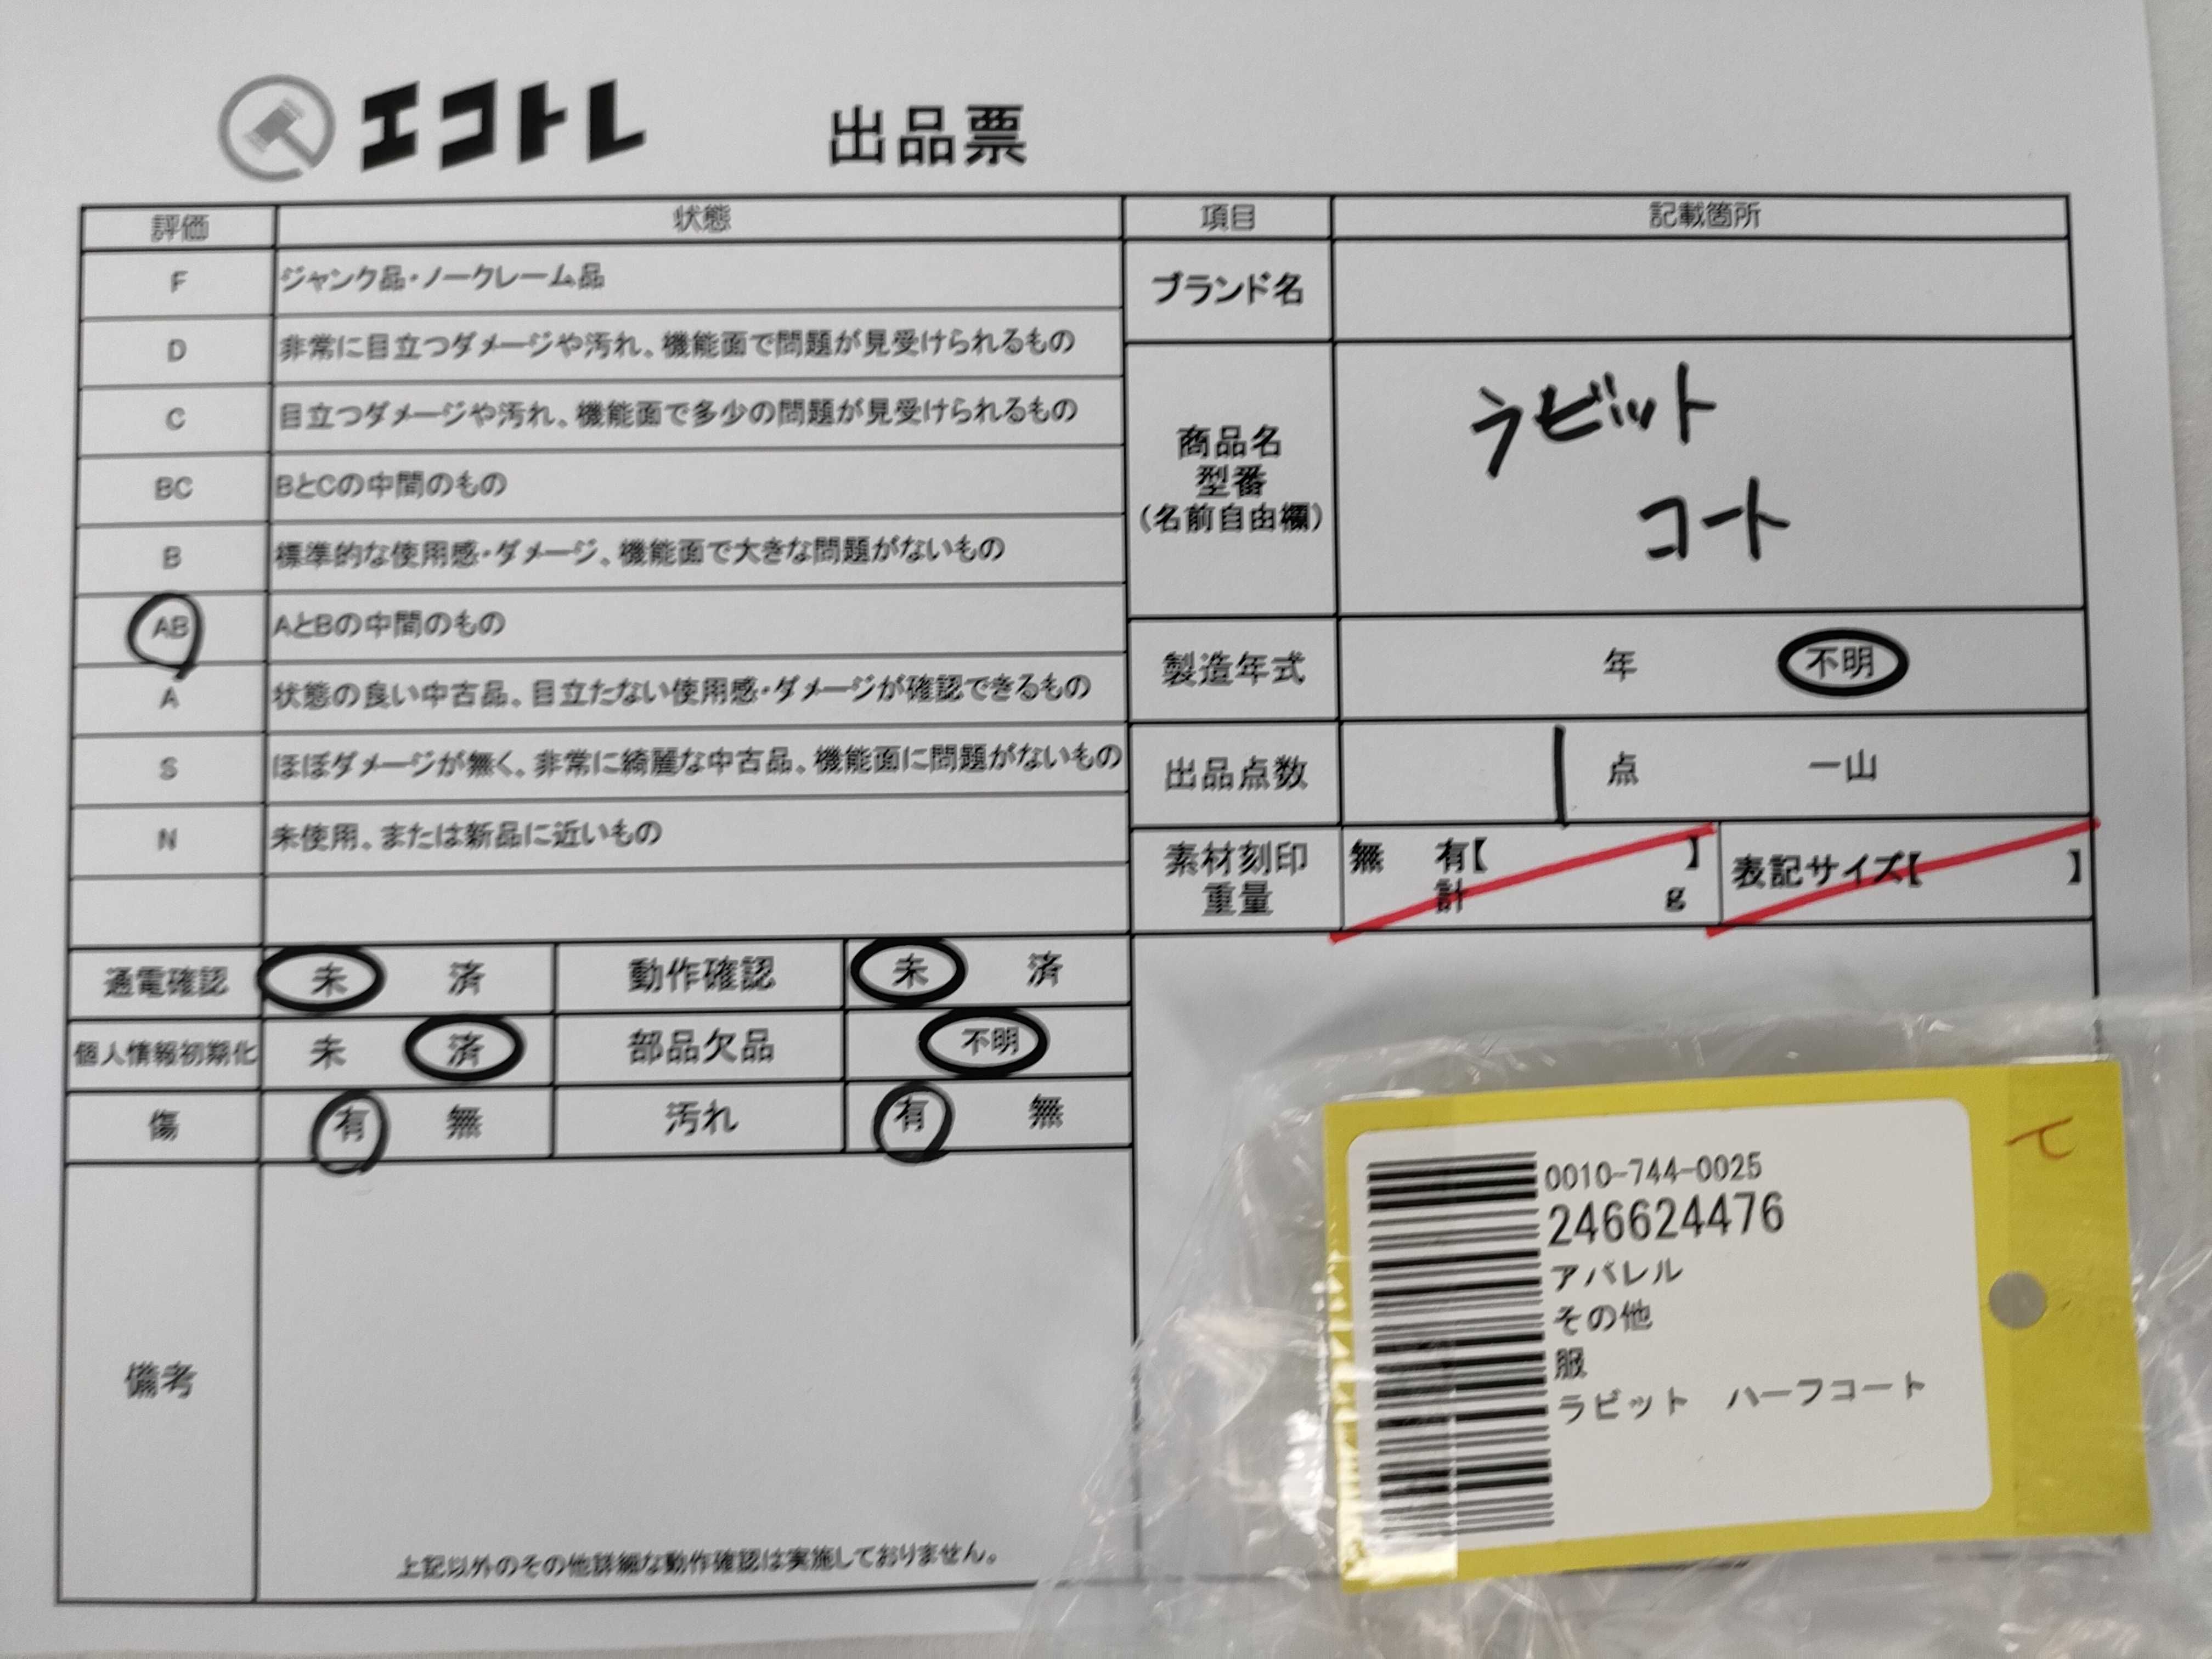 エコトレ 出品票
評価 状態
F ジャンク品・ノークレーム品
D 非常に目立つダメージや汚れ、機能面で問題が見受けられるもの
C 目立つダメージや汚れ、機能面で多少の問題が見受けられるもの
BC BとCの中間のもの
B 標準的な使用感・ダメージ、機能面で大きな問題がないもの
AB AとBの中間のもの
A 状態の良い中古品、目立たない使用感・ダメージが確認できるもの
S ほぼダメージが無く、非常に綺麗な中古品、機能面に問題がないもの
N 未使用、または新品に近いもの
通電確認 未 済 動作確認 未 済
個人情報初期化 未 済 部品欠品 不明
傷 有 無 汚れ 有 無
備考
上記以外のその他詳細な動作確認は実施しておりません。
項目 記載箇所
ブランド名
商品名
型番
(名前自由欄)
ラビット
コート
製造年式 年 不明
出品点数 1 点 一山
素材刻印 無 有【 】 表記サイズ【 】
重量 計 g
0010-744-0025
246624476
アパレル
その他
服
ラビット ハーフコート